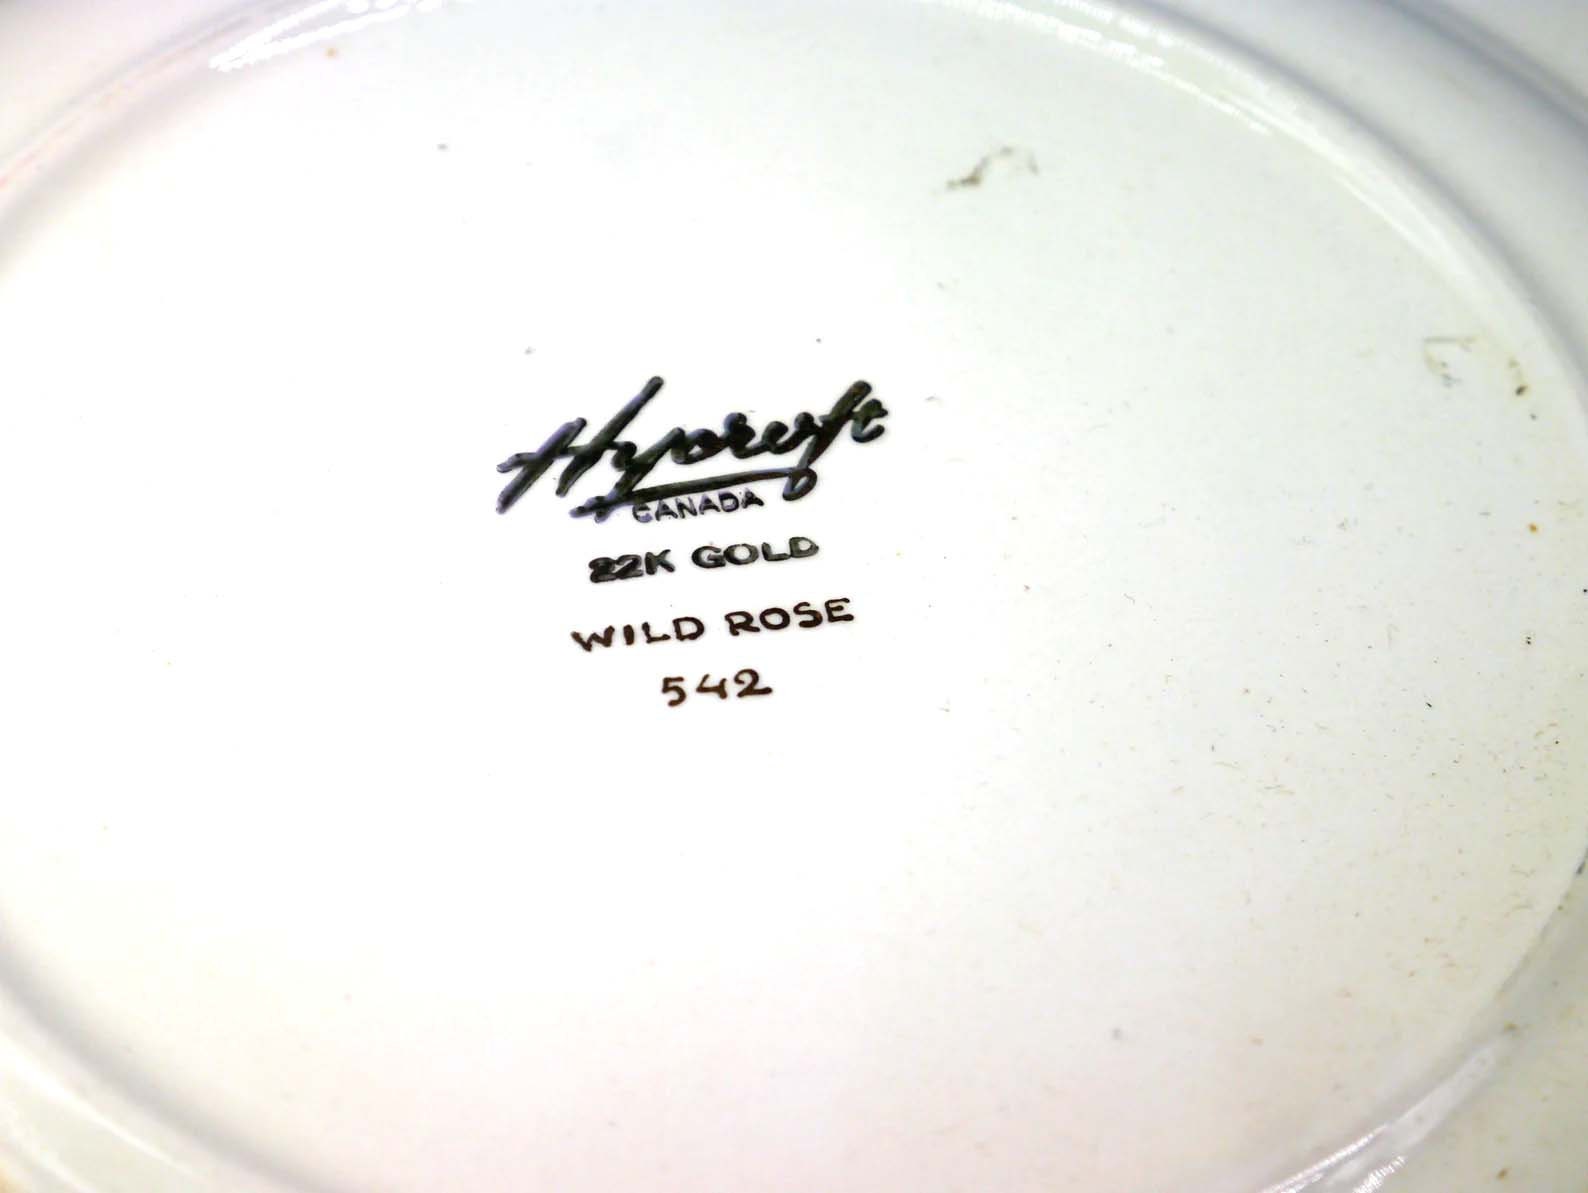 Hycroft
CANADA
22K GOLD
WILD ROSE
542